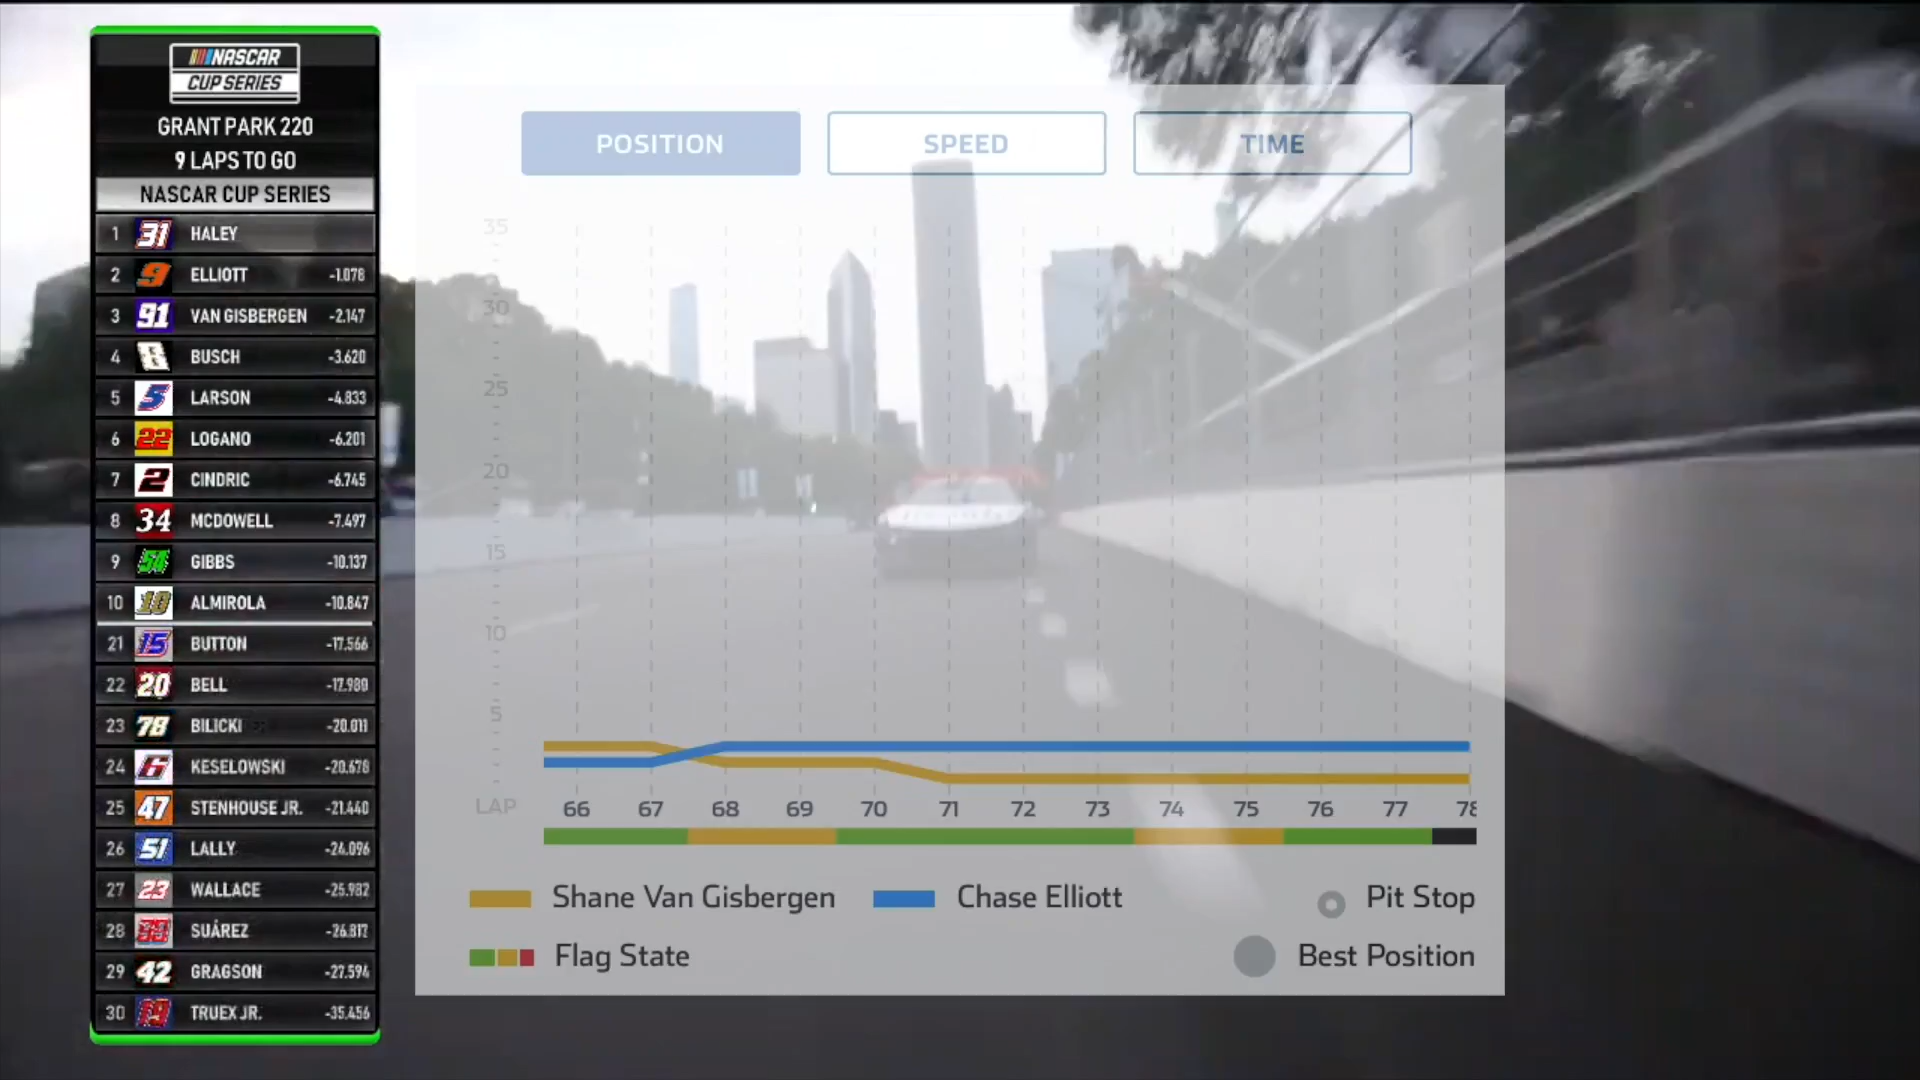 NASCAR
CUP SERIES
GRANT PARK 220
9 LAPS TO GO
NASCAR CUP SERIES
1 31 HALEY
2 9 ELLIOTT -1.078
3 91 VAN GISBERGEN -2.147
4 8 BUSCH -3.620
5 5 LARSON -4.833
6 22 LOGANO -6.201
7 2 CINDRIC -6.745
8 34 MCDOWELL -7.497
9 54 GIBBS -10.137
10 10 ALMIROLA -10.847
21 15 BUTTON -17.566
22 20 BELL -17.980
23 78 BILICKI -20.011
24 6 KESELOWSKI -20.678
25 47 STENHOUSE JR. -21.440
26 51 LALLY -24.096
27 23 WALLACE -25.982
28 99 SUÁREZ -26.817
29 42 GRAGSON -27.594
30 19 TRUEX JR. -35.456
POSITION SPEED TIME
35
30
25
20
15
10
5
LAP 66 67 68 69 70 71 72 73 74 75 76 77 78
Shane Van Gisbergen Chase Elliott Pit Stop
Flag State Best Position